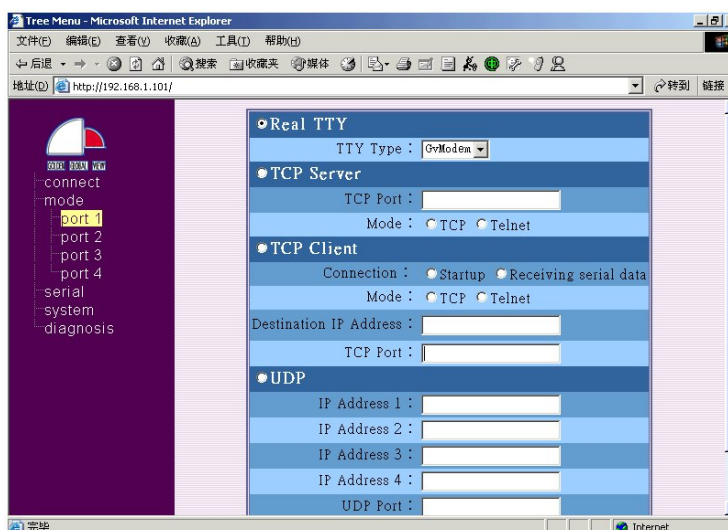 Tree Menu - Microsoft Internet Explorer
文件(F) 编辑(E) 查看(V) 收藏(A) 工具(T) 帮助(H)
后退 搜索 收藏夹 媒体
地址(D) http://192.168.1.101/ 转到 链接
GUIDE GLOBAL VIEW
connect
mode
port 1
port 2
port 3
port 4
serial
system
diagnosis
Real TTY
TTY Type : GvModem
TCP Server
TCP Port :
Mode : TCP Telnet
TCP Client
Connection : Startup Receiving serial data
Mode : TCP Telnet
Destination IP Address :
TCP Port :
UDP
IP Address 1 :
IP Address 2 :
IP Address 3 :
IP Address 4 :
UDP Port :
完毕 Internet